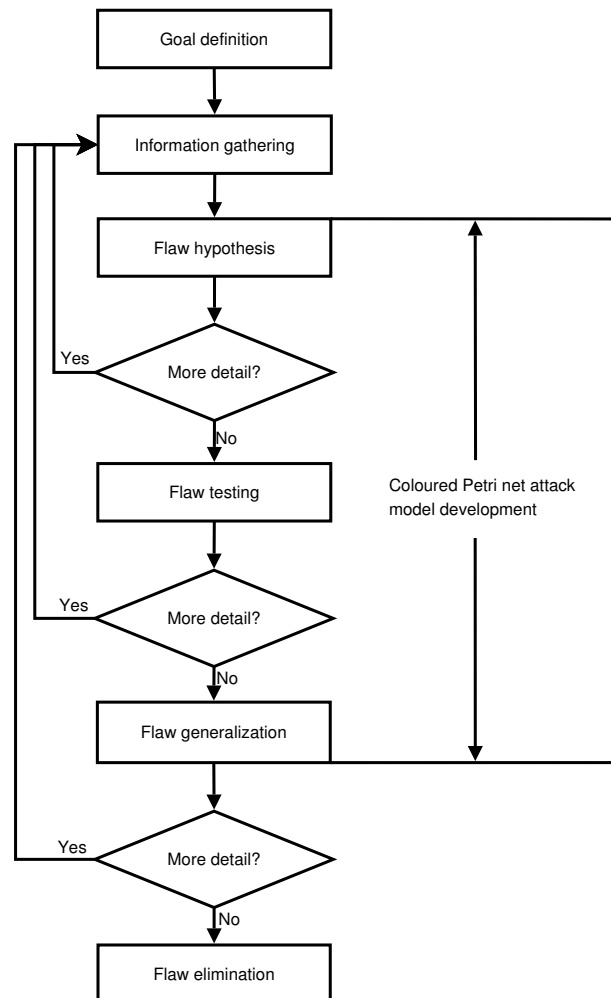 Goal definition
Information gathering
Flaw hypothesis
Yes
More detail?
No
Flaw testing
Coloured Petri net attack
model development
Yes
More detail?
No
Flaw generalization
Yes
More detail?
No
Flaw elimination